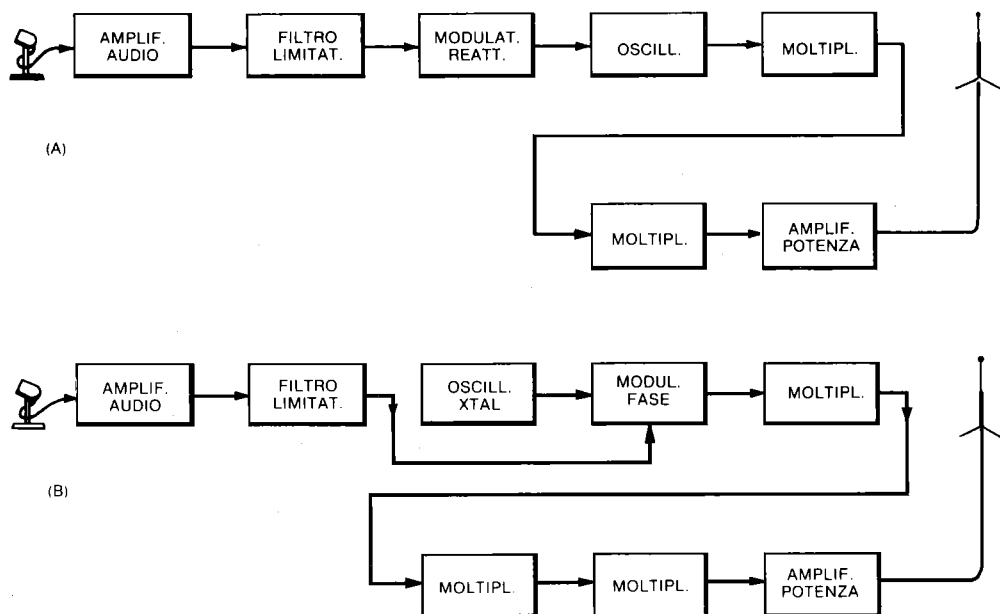 AMPLIF.
AUDIO
FILTRO
LIMITAT.
MODULAT.
REATT.
OSCILL.
MOLTIPL.
(A)
MOLTIPL.
AMPLIF.
POTENZA
AMPLIF.
AUDIO
FILTRO
LIMITAT.
OSCILL.
XTAL
MODUL.
FASE
MOLTIPL.
(B)
MOLTIPL.
MOLTIPL.
AMPLIF.
POTENZA